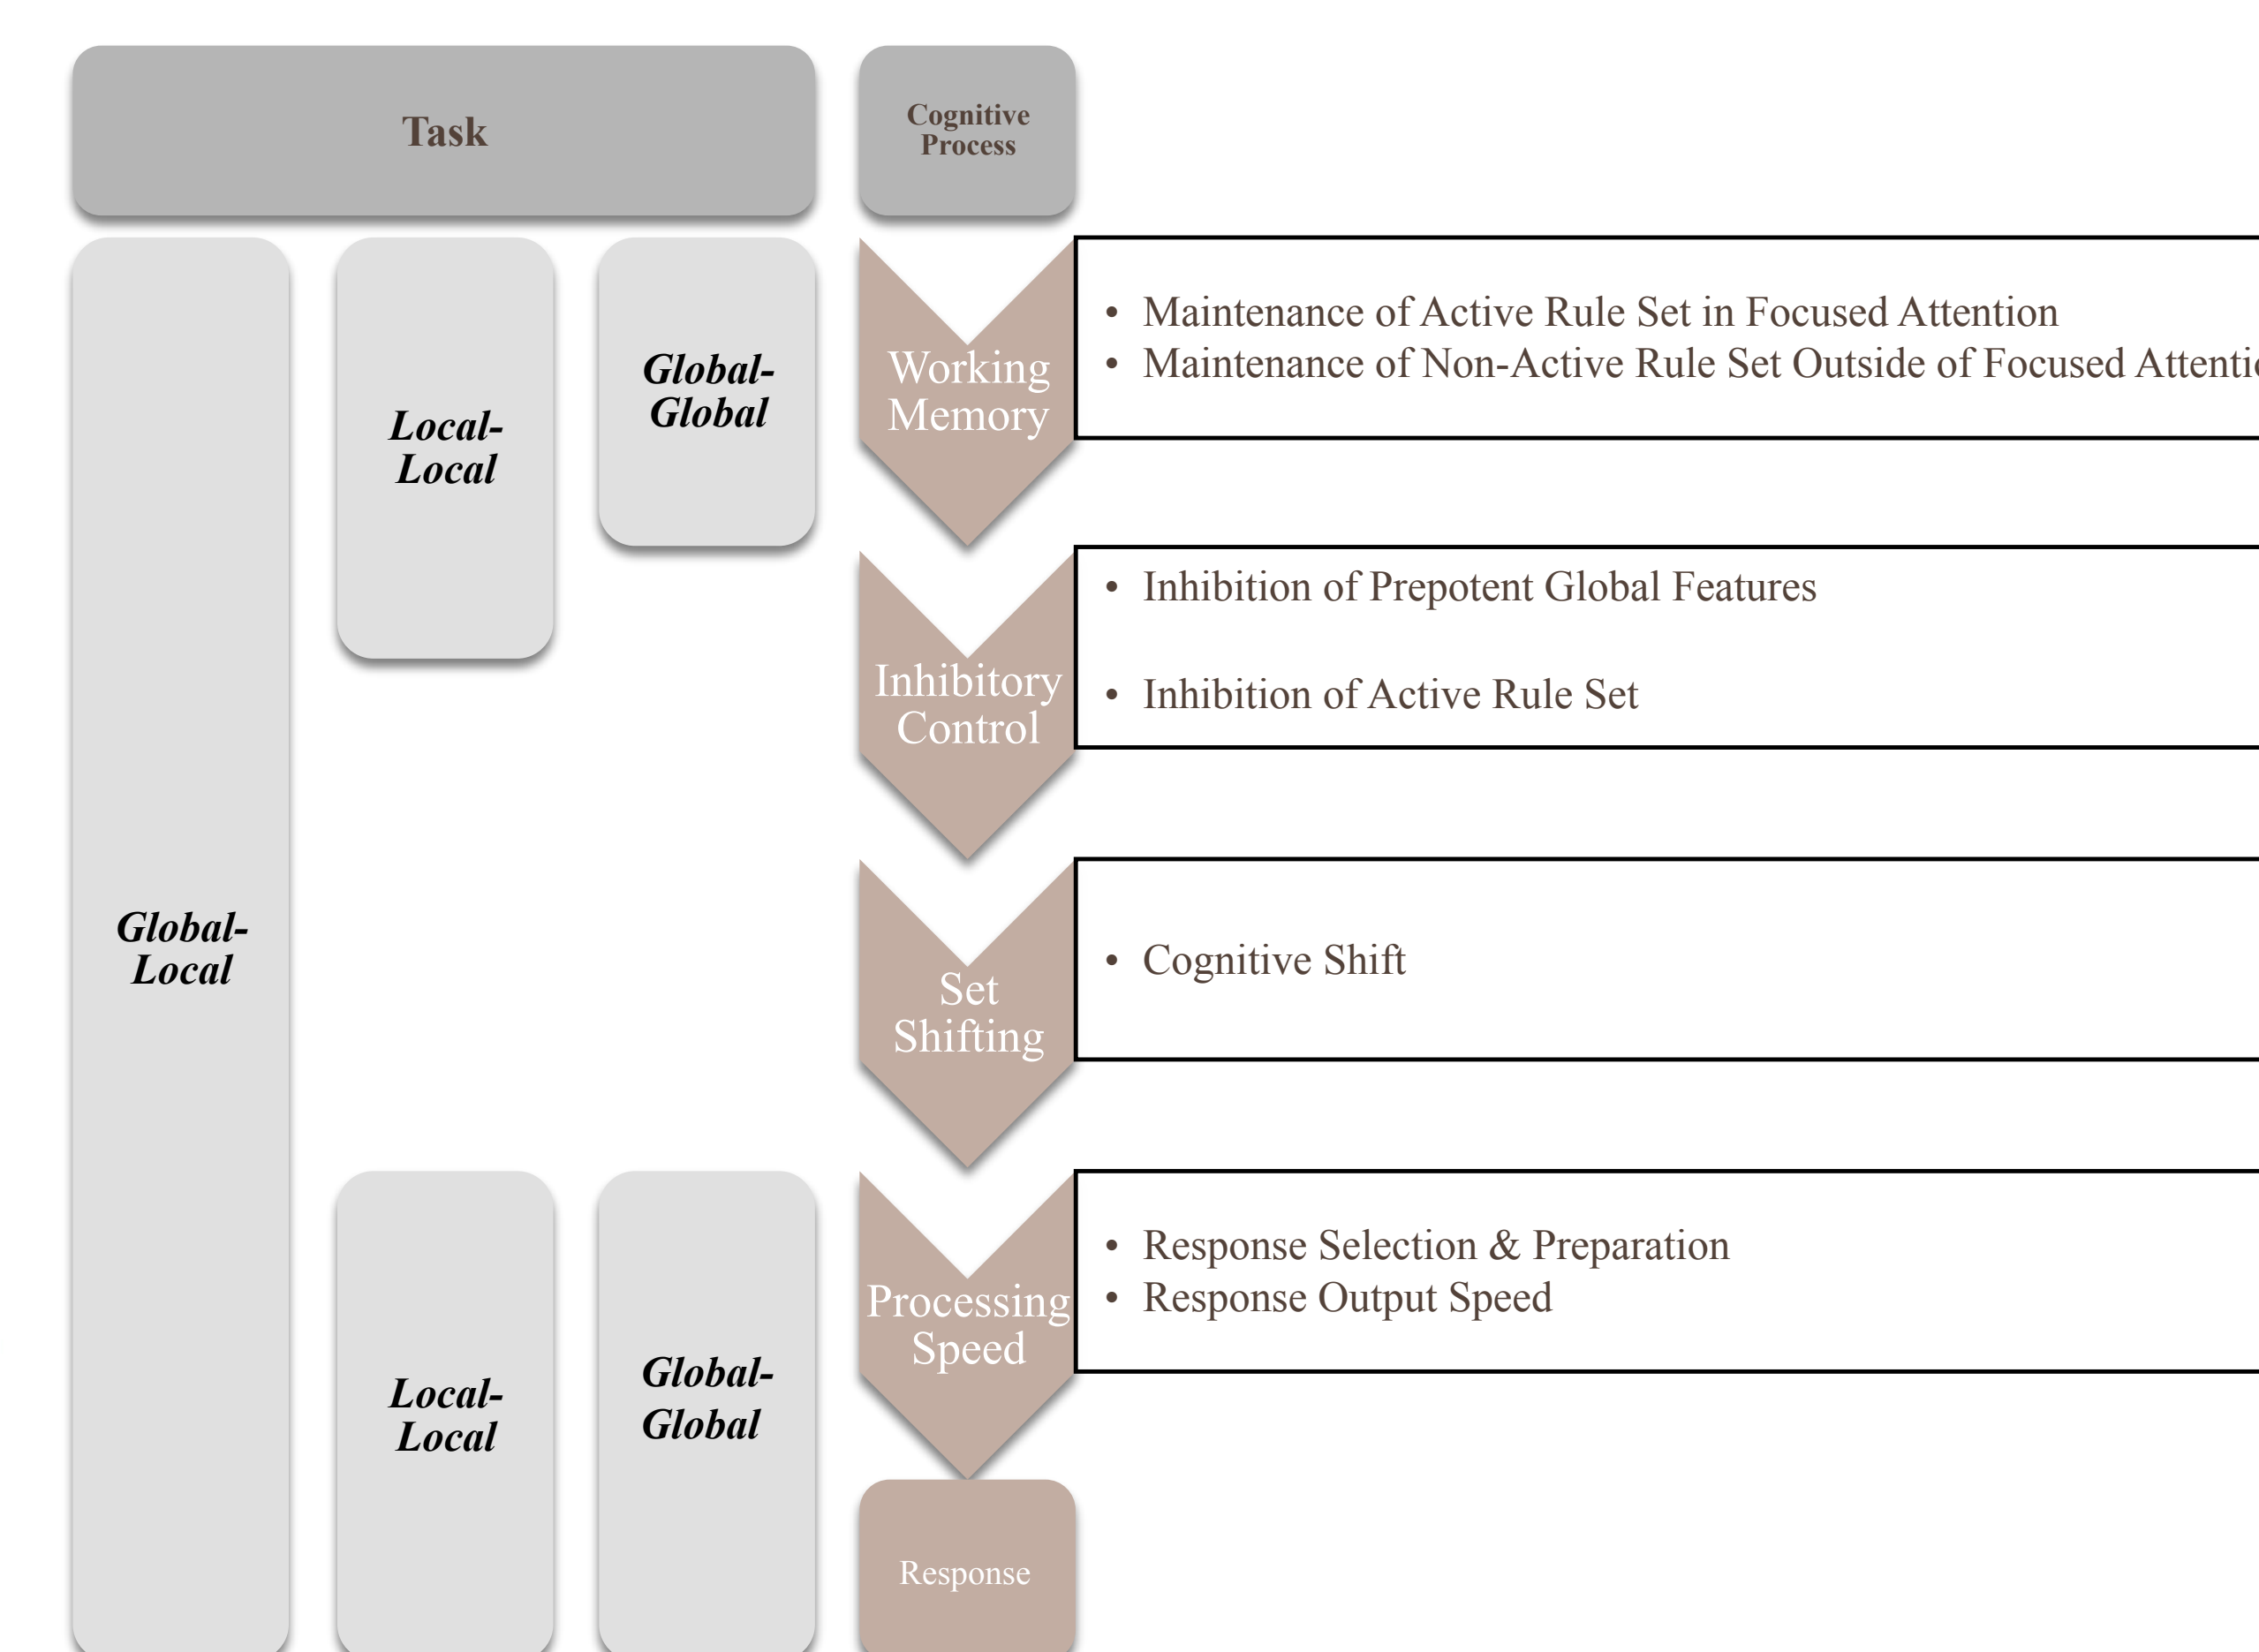 Task
Cognitive
Process
Global-
Local
Local-
Local
Global-
Global
Working
Memory
• Maintenance of Active Rule Set in Focused Attention
• Maintenance of Non-Active Rule Set Outside of Focused
Inhibitory
Control
• Inhibition of Prepotent Global Features
• Inhibition of Active Rule Set
Set
Shifting
• Cognitive Shift
Local-
Local
Global-
Global
Processing
Speed
• Response Selection & Preparation
• Response Output Speed
Response